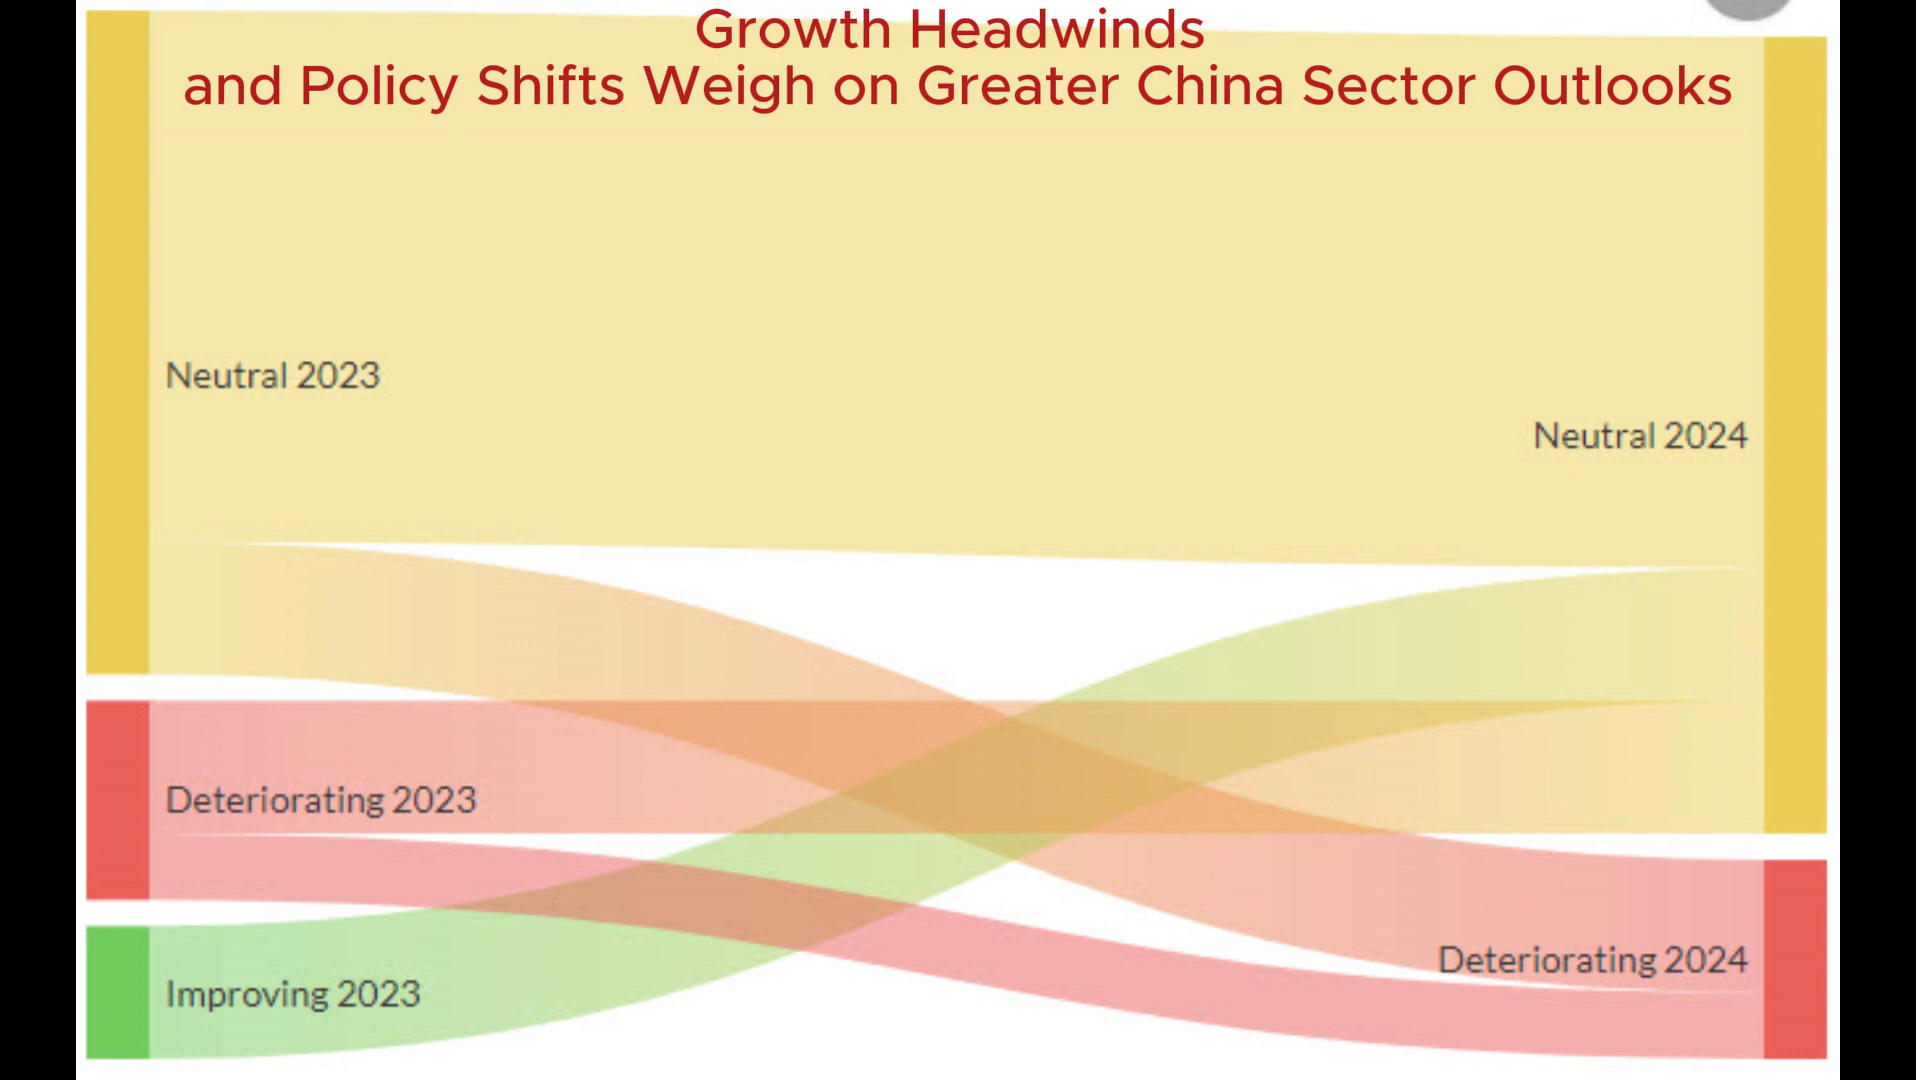 Growth Headwinds
and Policy Shifts Weigh on Greater China Sector Outlooks
Neutral 2023
Neutral 2024
Deteriorating 2023
Deteriorating 2024
Improving 2023